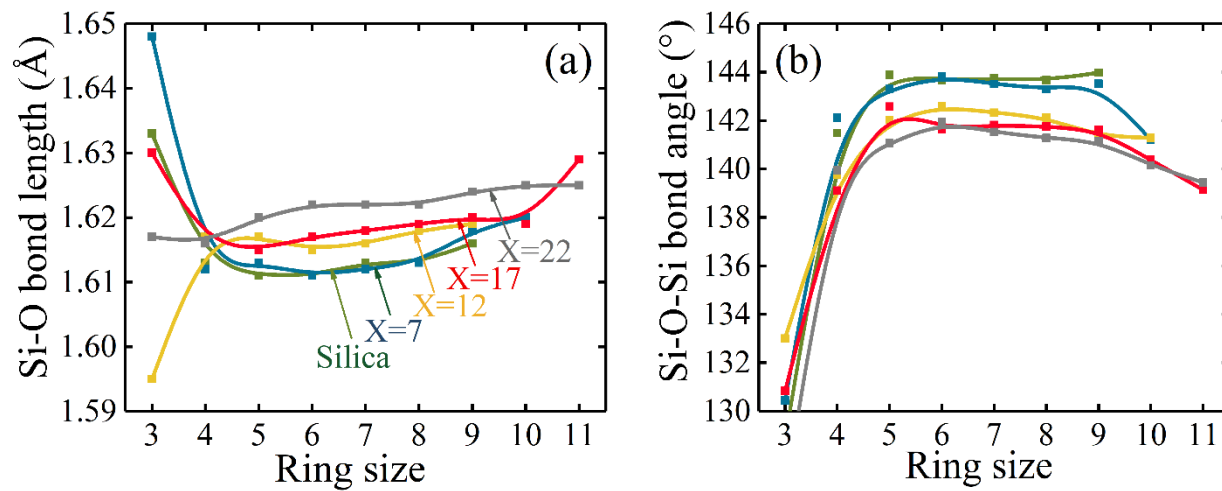 Si-O bond length (Å)
1.65
1.64
1.63
1.62
1.61
1.60
1.59
(a)
X=22
X=17
X=12
X=7
Silica
3 4 5 6 7 8 9 10 11
Ring size
Si-O-Si bond angle (°)
146
144
142
140
138
136
134
132
130
(b)
3 4 5 6 7 8 9 10 11
Ring size